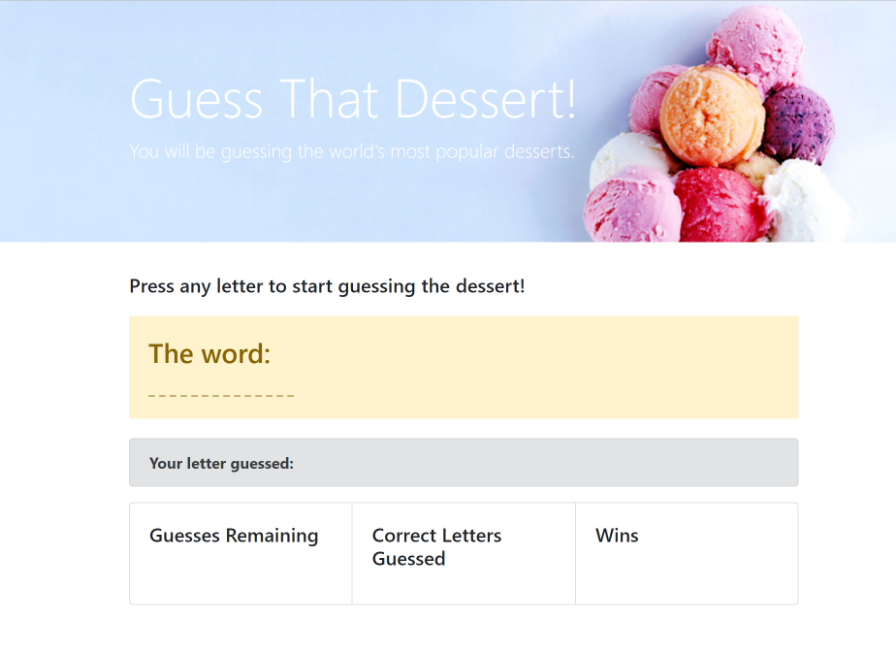 Guess That Dessert!
You will be guessing the world's most popular desserts.
Press any letter to start guessing the dessert!
The word:
_ _ _ _ _ _ _ _ _ _ _ _ _ _
Your letter guessed:
Guesses Remaining
Correct Letters
Guessed
Wins